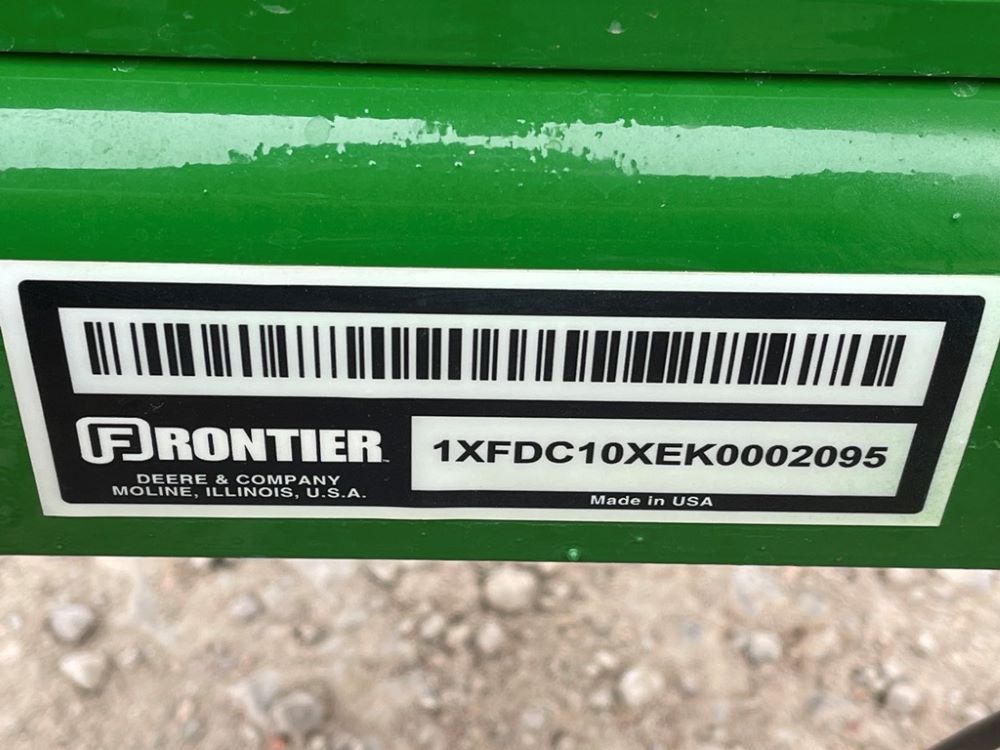 FRONTIER
DEERE & COMPANY
MOLINE, ILLINOIS, U.S.A.
1XFDC10XEK0002095
Made in USA